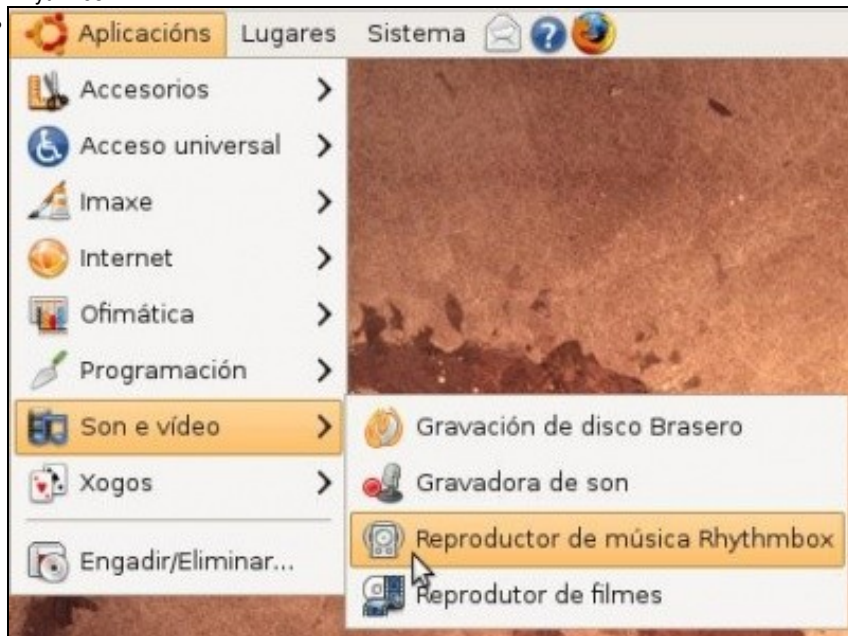 Aplicacións Lugares Sistema
Accesorios
Acceso universal
Imaxe
Internet
Ofimática
Programación
Son e vídeo
Xogos
Engadir/Eliminar...
Gravación de disco Brasero
Gravadora de son
Reproductor de música Rhythmbox
Reprodutor de filmes